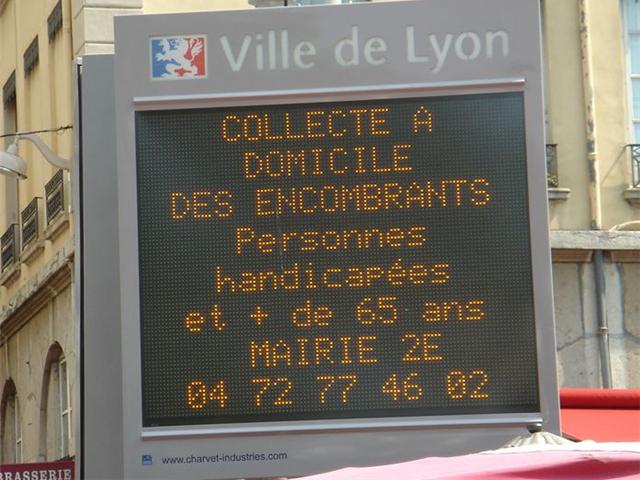 Ville de Lyon
COLLECTE A
DOMICILE
DES ENCOMBRANTS
Personnes
handicapées
et + de 65 ans
MAIRIE 2E
04 72 77 46 02
www.charvet-industries.com
BRASSERIE